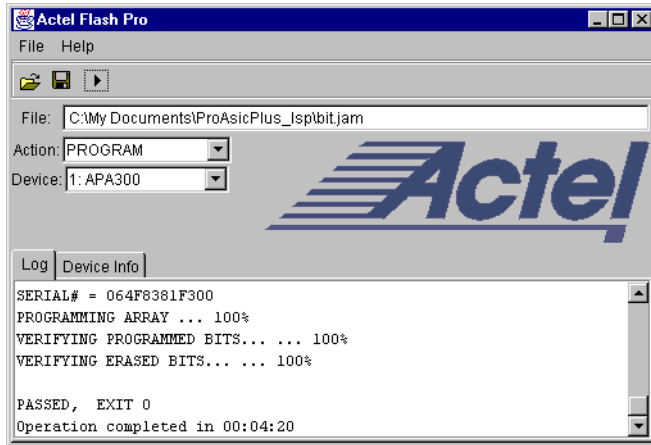 Actel Flash Pro
File Help
File: C:\My Documents\ProAsicPlus_Isp\bit.jam
Action: PROGRAM
Device: 1: APA300
Actel
Log Device Info
SERIAL# = 064F8381F300
PROGRAMMING ARRAY ... 100%
VERIFYING PROGRAMMED BITS... ... 100%
VERIFYING ERASED BITS... ... 100%
PASSED, EXIT 0
Operation completed in 00:04:20